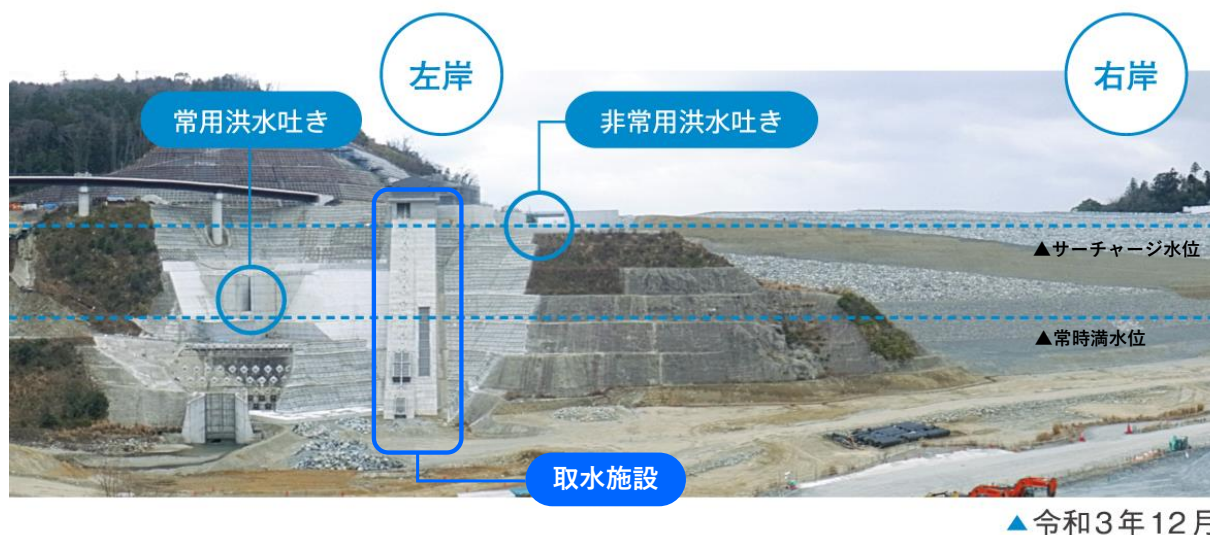 左岸
右岸
常用洪水吐き
非常用洪水吐き
▲サーチャージ水位
▲常時満水位
取水施設
▲令和3年12月